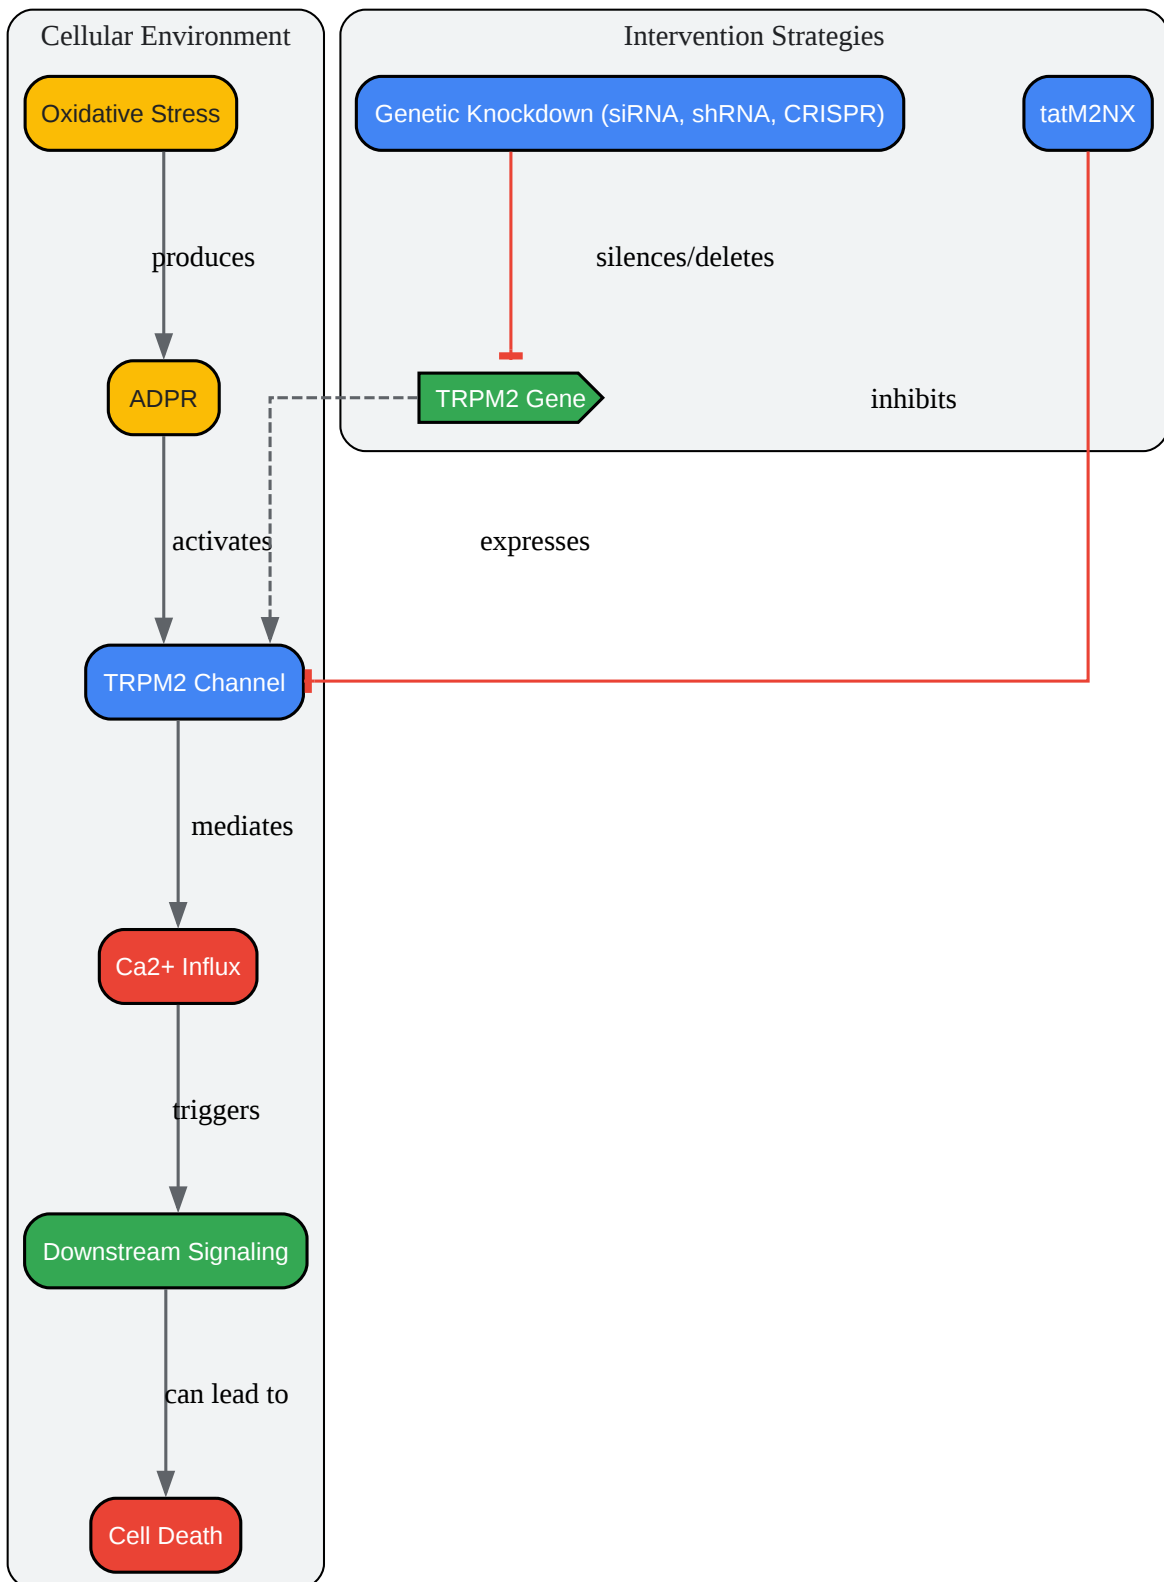 Cellular Environment
Intervention Strategies
Oxidative Stress
Genetic Knockdown (siRNA, shRNA, CRISPR)
tatM2NX
produces
silences/deletes
ADPR
TRPM2 Gene
inhibits
activates
expresses
TRPM2 Channel
mediates
Ca2+ Influx
triggers
Downstream Signaling
can lead to
Cell Death